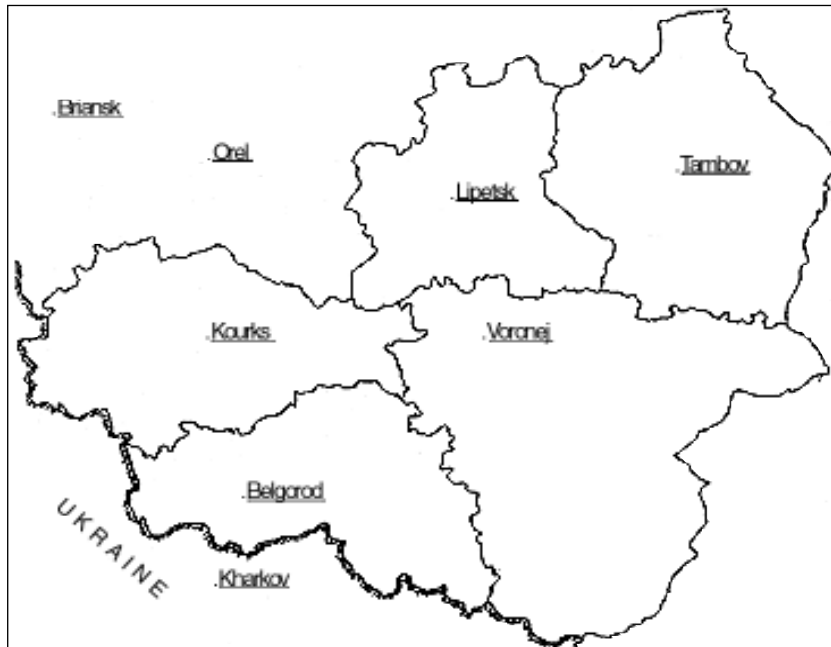 Briansk
Orel
Lipetsk
Tambov
Kourks
Voronej
Belgorod
UKRAINE
Kharkov